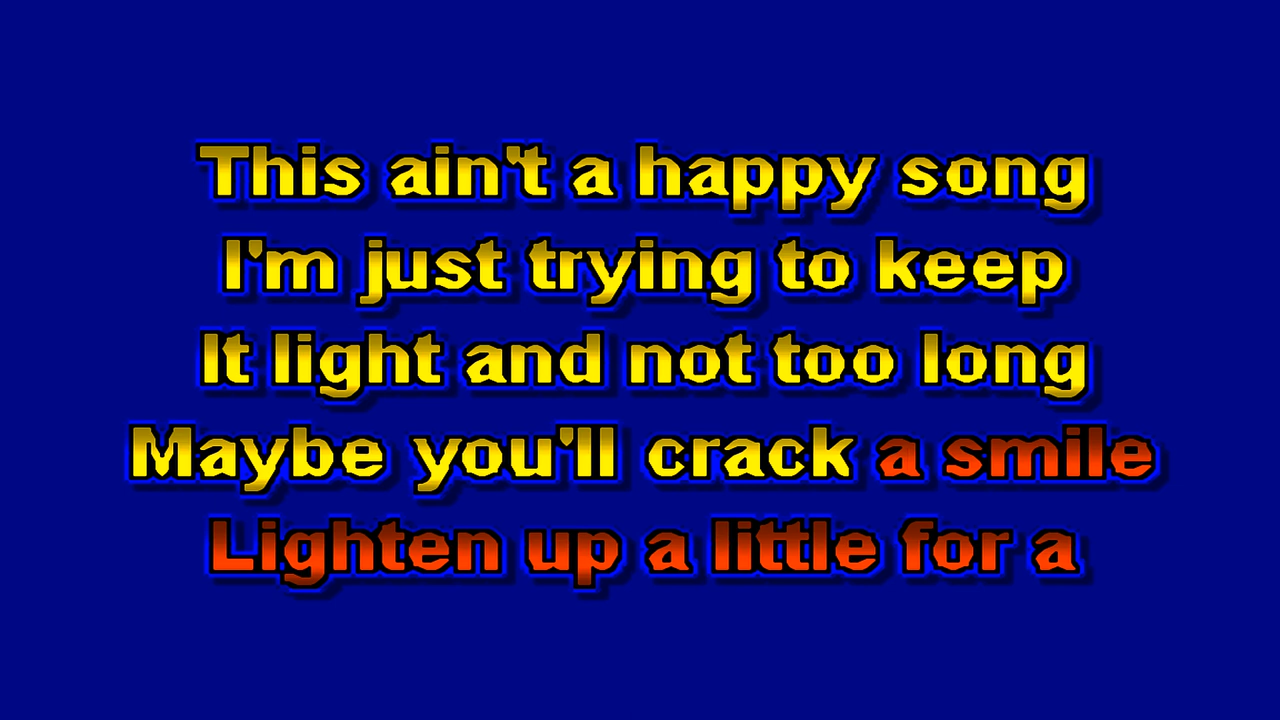 This ain't a happy song
I'm just trying to keep
It light and not too long
Maybe you'll crack a smile
Lighten up a little for a